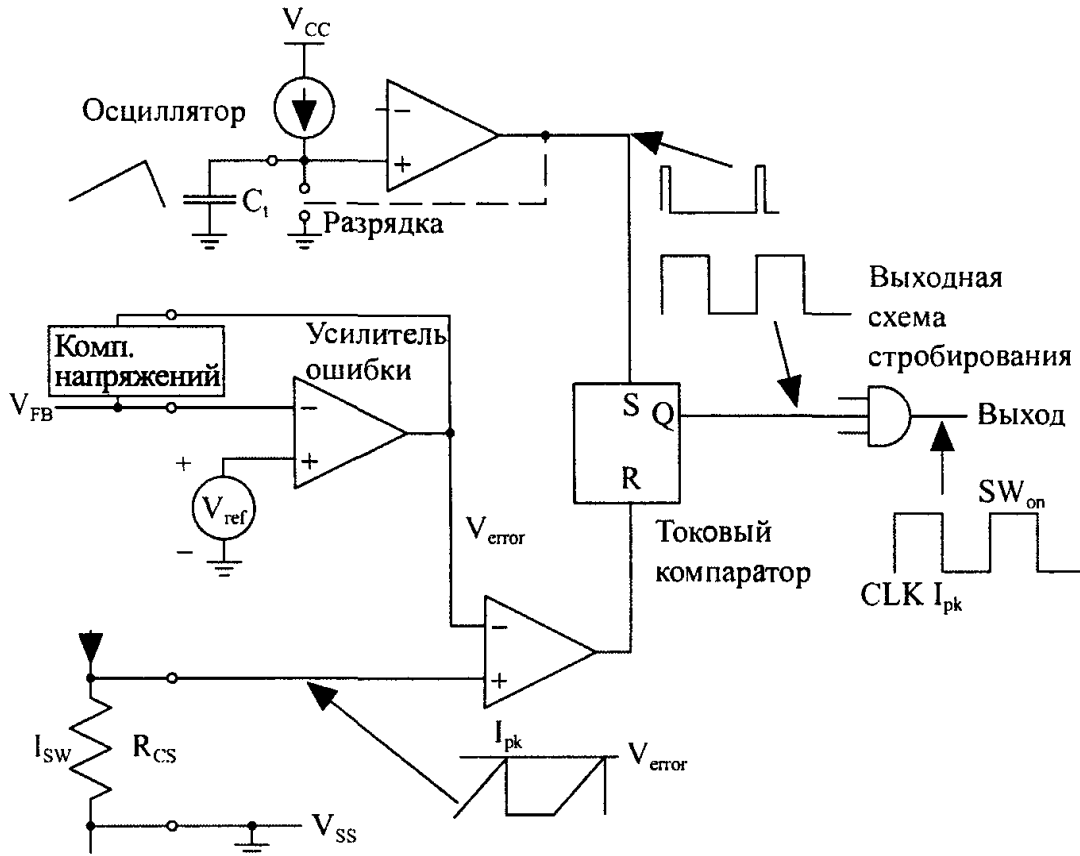 V_CC
Осциллятор
−
+
C_t
Разрядка
Выходная
схема
стробирования
Усилитель
ошибки
Комп.
напряжений
V_FB
−
+
+
V_ref
−
S
Q
R
Выход
SW_on
V_error
Токовый
компаратор
CLK I_pk
−
+
I_SW
R_CS
I_pk
V_error
V_SS